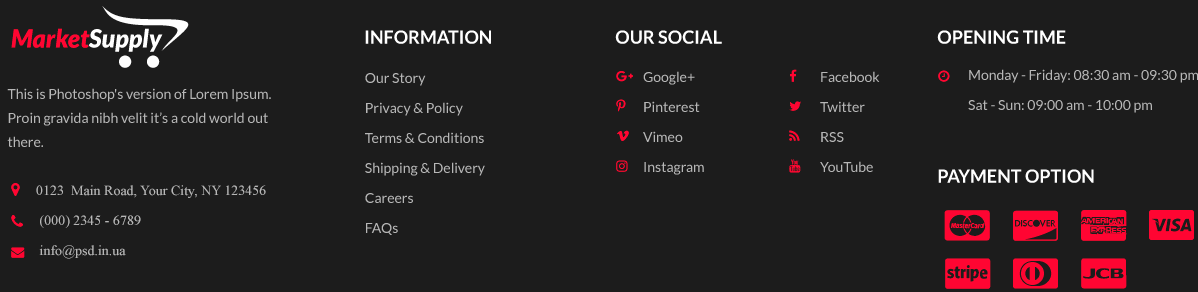 MarketSupply
This is Photoshop's version of Lorem Ipsum.
Proin gravida nibh velit it's a cold world out
there.
0123 Main Road, Your City, NY 123456
(000) 2345 - 6789
info@psd.in.ua
INFORMATION
Our Story
Privacy & Policy
Terms & Conditions
Shipping & Delivery
Careers
FAQs
OUR SOCIAL
Google+
Pinterest
Vimeo
Instagram
Facebook
Twitter
RSS
YouTube
OPENING TIME
Monday - Friday: 08:30 am - 09:30 pm
Sat - Sun: 09:00 am - 10:00 pm
PAYMENT OPTION
MasterCard
DISCOVER
AMERICAN EXPRESS
VISA
stripe
JCB